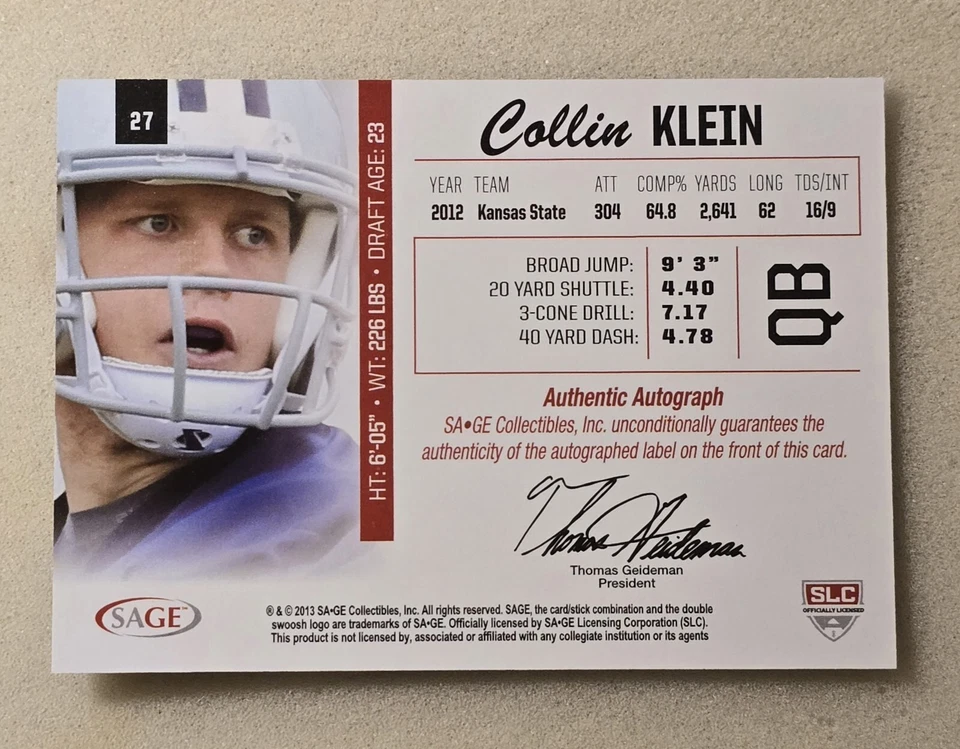 27
HT: 6'-05" • WT: 226 LBS • DRAFT AGE: 23
Collin KLEIN
YEAR TEAM ATT COMP% YARDS LONG TDS/INT
2012 Kansas State 304 64.8 2,641 62 16/9
BROAD JUMP: 9' 3"
20 YARD SHUTTLE: 4.40
3-CONE DRILL: 7.17
40 YARD DASH: 4.78
QB
Authentic Autograph
SA•GE Collectibles, Inc. unconditionally guarantees the
authenticity of the autographed label on the front of this card.
Thomas Geideman
Thomas Geideman
President
SAGE™
® & © 2013 SA•GE Collectibles, Inc. All rights reserved. SAGE, the card/stick combination and the double
swoosh logo are trademarks of SA•GE. Officially licensed by SA•GE Licensing Corporation (SLC).
This product is not licensed by, associated or affiliated with any collegiate institution or its agents
SLC
OFFICIALLY LICENSED